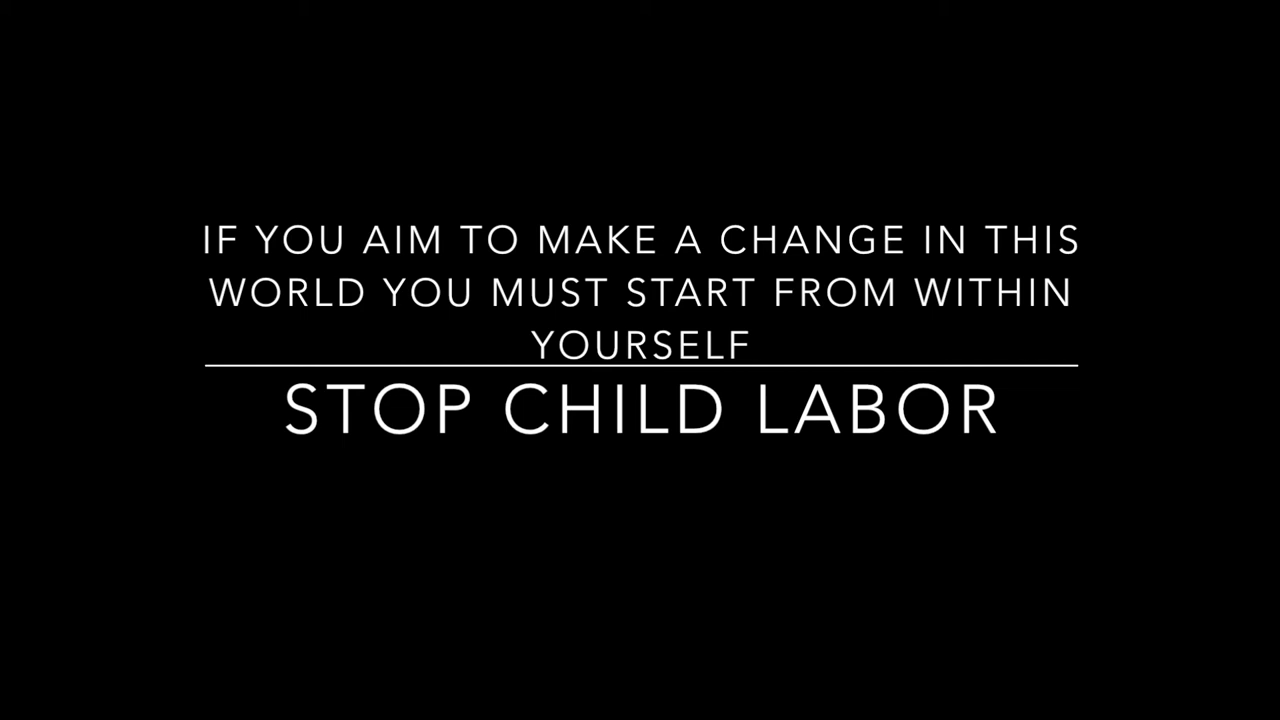 IF YOU AIM TO MAKE A CHANGE IN THIS
WORLD YOU MUST START FROM WITHIN
YOURSELF
STOP CHILD LABOR